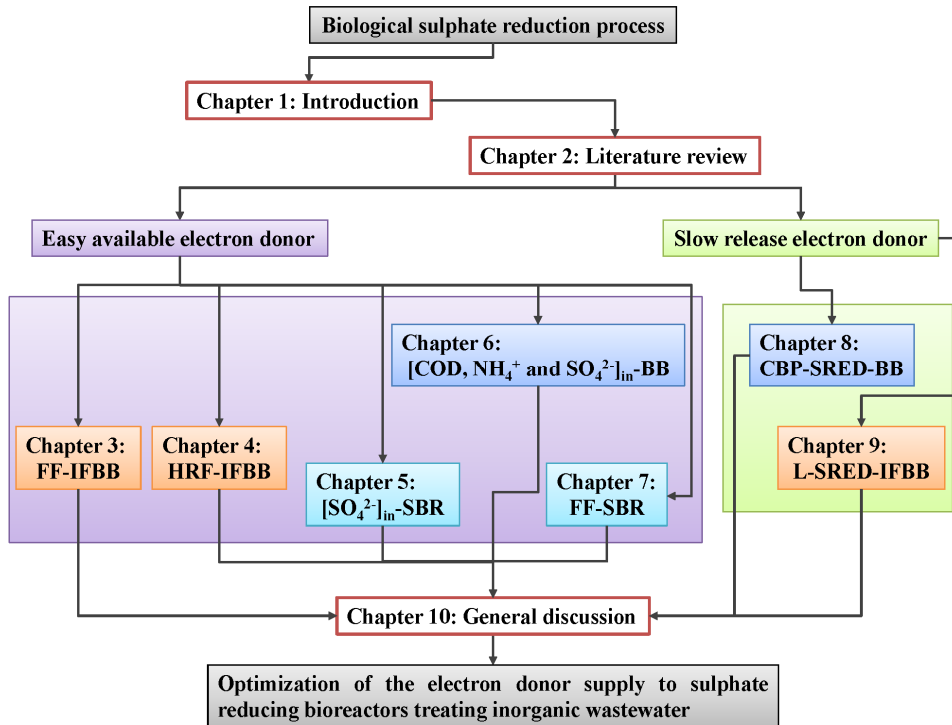 Biological sulphate reduction process
Chapter 1: Introduction
Chapter 2: Literature review
Easy available electron donor
Slow release electron donor
Chapter 6:
[COD, NH₄⁺ and SO₄²⁻]in-BB
Chapter 8:
CBP-SRED-BB
Chapter 3:
FF-IFBB
Chapter 4:
HRF-IFBB
Chapter 5:
[SO₄²⁻]in-SBR
Chapter 7:
FF-SBR
Chapter 9:
L-SRED-IFBB
Chapter 10: General discussion
Optimization of the electron donor supply to sulphate
reducing bioreactors treating inorganic wastewater